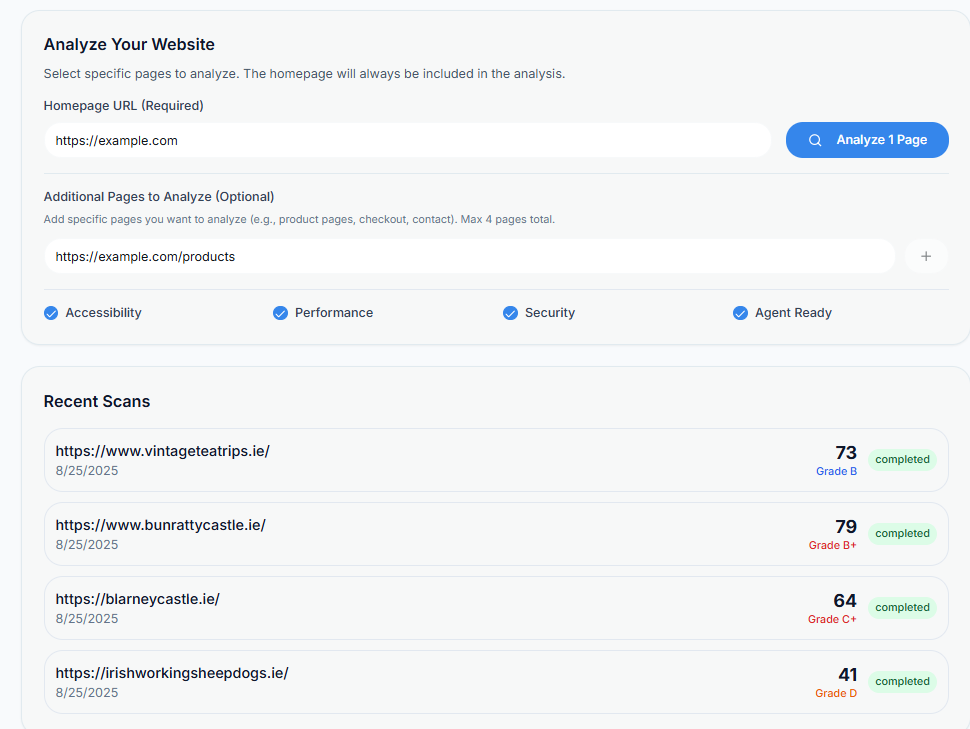 Analyze Your Website
Select specific pages to analyze. The homepage will always be included in the analysis.
Homepage URL (Required)
https://example.com
Analyze 1 Page
Additional Pages to Analyze (Optional)
Add specific pages you want to analyze (e.g., product pages, checkout, contact). Max 4 pages total.
https://example.com/products
+
Accessibility
Performance
Security
Agent Ready
Recent Scans
https://www.vintageteatrips.ie/
8/25/2025
73
Grade B
completed
https://www.bunrattycastle.ie/
8/25/2025
79
Grade B+
completed
https://blarneycastle.ie/
8/25/2025
64
Grade C+
completed
https://irishworkingsheepdogs.ie/
8/25/2025
41
Grade D
completed